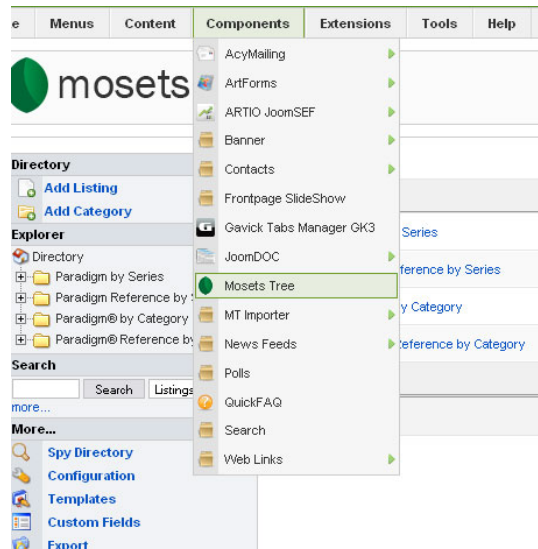 e Menus Content Components Extensions Tools Help
mosets
AcyMailing
ArtForms
ARTIO JoomSEF
Banner
Contacts
Frontpage SlideShow
Gavick Tabs Manager GK3
JoomDOC
Mosets Tree
MT Importer
News Feeds
Polls
QuickFAQ
Search
Web Links
Directory
Add Listing
Add Category
Explorer
Directory
Paradigm by Series
Paradigm Reference by
Paradigm® by Category
Paradigm® Reference by
Search
Search Listings
more...
More...
Spy Directory
Configuration
Templates
Custom Fields
Export
Series
ference by Series
y Category
eference by Category